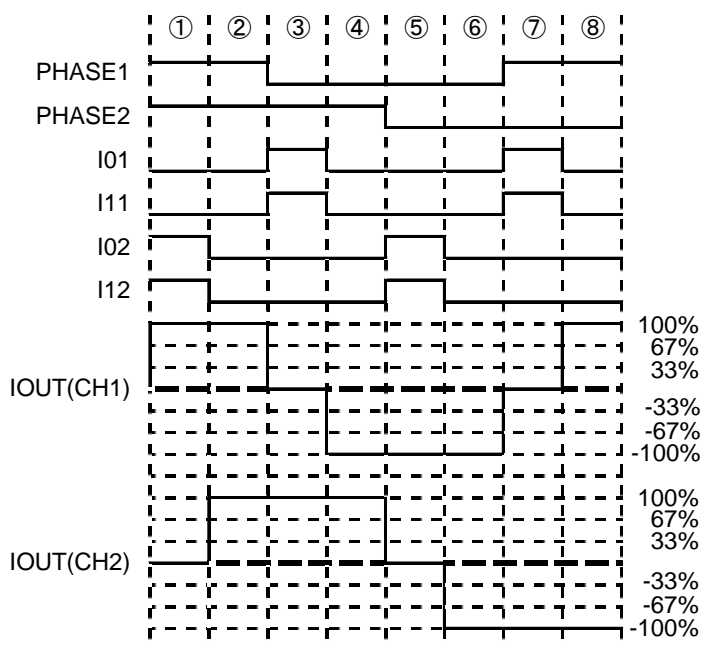 ① ② ③ ④ ⑤ ⑥ ⑦ ⑧
PHASE1
PHASE2
I01
I11
I02
I12
IOUT(CH1)
100%
67%
33%
-33%
-67%
-100%
IOUT(CH2)
100%
67%
33%
-33%
-67%
-100%